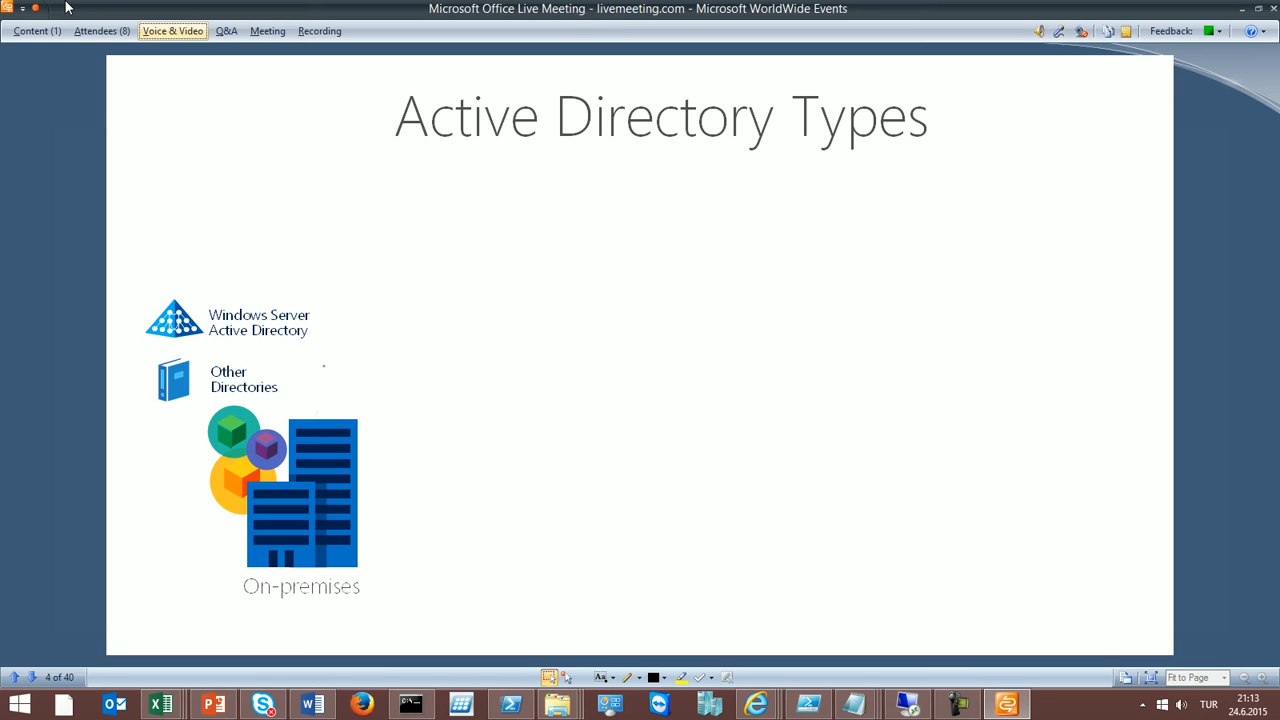 Microsoft Office Live Meeting - livemeeting.com - Microsoft WorldWide Events
Content (1) Attendees (8) Voice & Video Q&A Meeting Recording Feedback:
Active Directory Types
Windows Server
Active Directory
Other
Directories
On-premises
4 of 40 Aa Fit to Page
TUR 21:13
24.6.2015